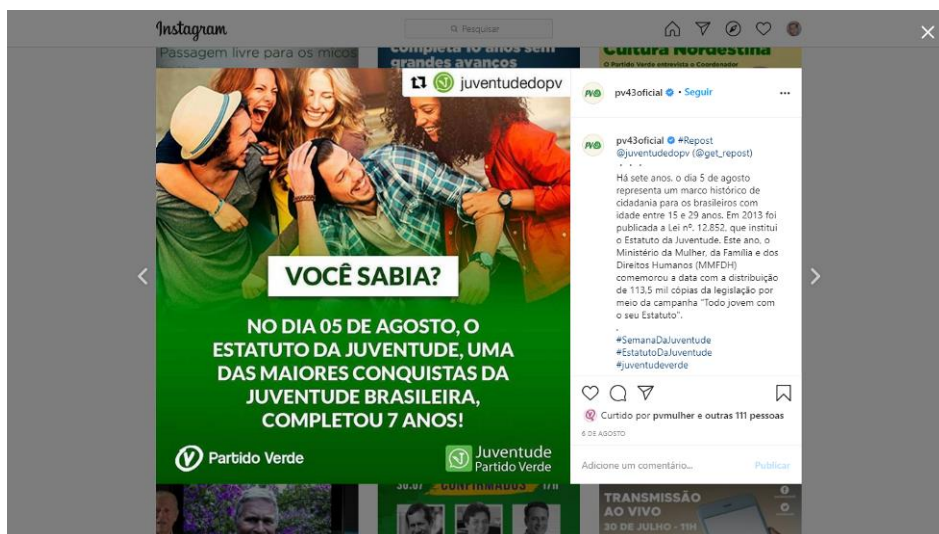 Instagram
Pesquisar
Passagem livre para os micos
completa 10 anos sem
grandes avanços
Cultura Nordestina
O Partido Verde entrevista o Coordenador
juventudedopv
VOCÊ SABIA?
NO DIA 05 DE AGOSTO, O
ESTATUTO DA JUVENTUDE, UMA
DAS MAIORES CONQUISTAS DA
JUVENTUDE BRASILEIRA,
COMPLETOU 7 ANOS!
Partido Verde
Juventude
Partido Verde
pv43oficial • Seguir
pv43oficial #Repost
@juventudedopv (@get_repost)
・・・
Há sete anos, o dia 5 de agosto
representa um marco histórico de
cidadania para os brasileiros com
idade entre 15 e 29 anos. Em 2013 foi
publicada a Lei nº. 12.852, que institui
o Estatuto da Juventude. Este ano, o
Ministério da Mulher, da Família e dos
Direitos Humanos (MMFDH)
comemorou a data com a distribuição
de 113,5 mil cópias da legislação por
meio da campanha "Todo jovem com
o seu Estatuto".
.
#SemanaDaJuventude
#EstatutoDaJuventude
#juventudeverde
Curtido por pvmulher e outras 111 pessoas
6 DE AGOSTO
Adicione um comentário...
Publicar
30.07 CONFIRMADOS 17H
TRANSMISSÃO
AO VIVO
30 DE JULHO - 11H